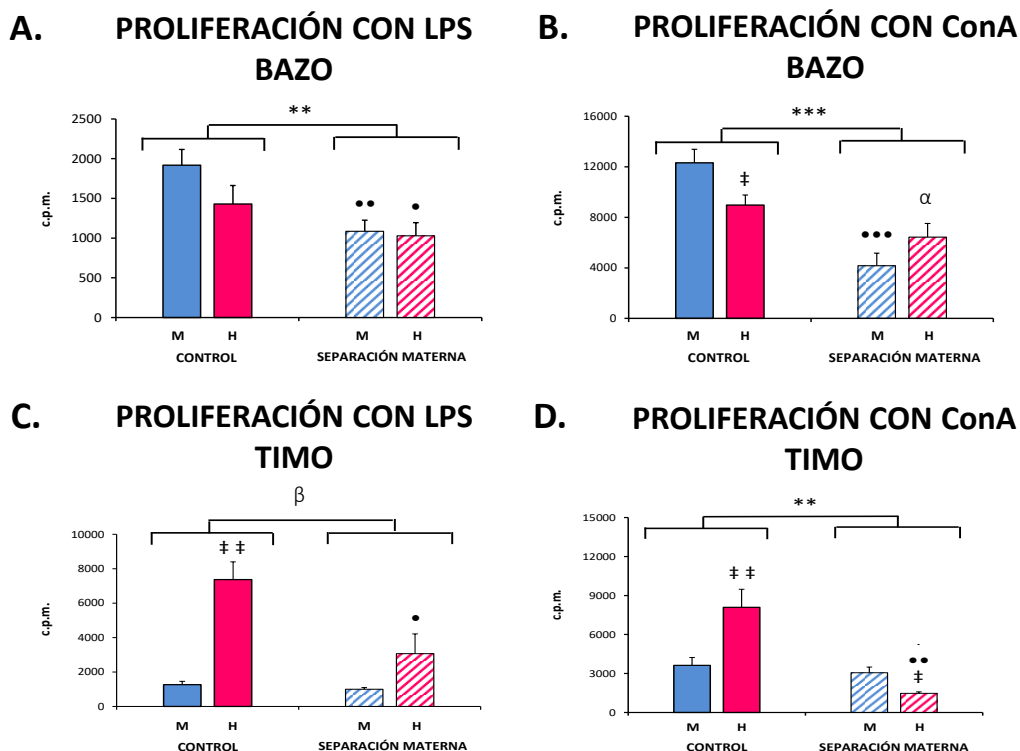 A. PROLIFERACIÓN CON LPS
BAZO
**
2500
2000
1500
1000
500
0
c.p.m.
●●
●
M H M H
CONTROL SEPARACIÓN MATERNA
B. PROLIFERACIÓN CON ConA
BAZO
***
16000
12000
8000
4000
0
c.p.m.
‡
●●●
α
M H M H
CONTROL SEPARACIÓN MATERNA
C. PROLIFERACIÓN CON LPS
TIMO
β
10000
8000
6000
4000
2000
0
c.p.m.
‡ ‡
●
M H M H
CONTROL SEPARACIÓN MATERNA
D. PROLIFERACIÓN CON ConA
TIMO
**
15000
12000
9000
6000
3000
0
c.p.m.
‡ ‡
●●
‡
M H M H
CONTROL SEPARACIÓN MATERNA